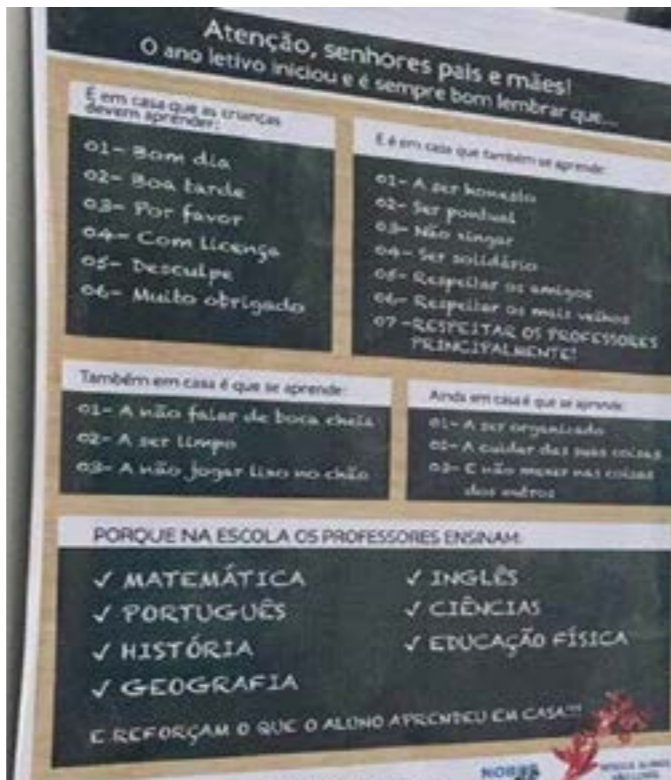 Atenção, senhores pais e mães!
O ano letivo iniciou e é sempre bom lembrar que...
É em casa que as crianças
devem aprender:
01- Bom dia
02- Boa tarde
03- Por favor
04- Com licença
05- Desculpe
06- Muito obrigado
E é em casa que também se aprende:
01- A ser honesto
02- Ser pontual
03- Não xingar
04- Ser solidário
05- Respeitar os amigos
06- Respeitar os mais velhos
07-RESPEITAR OS PROFESSORES
PRINCIPALMENTE!
Também em casa é que se aprende:
01- A não falar de boca cheia
02- A ser limpo
03- A não jogar lixo no chão
Ainda em casa é que se aprende:
01- A ser organizado
02- A cuidar das suas coisas
03- E não mexer nas coisas
dos outros
PORQUE NA ESCOLA OS PROFESSORES ENSINAM:
✓ MATEMÁTICA
✓ PORTUGUÊS
✓ HISTÓRIA
✓ GEOGRAFIA
✓ INGLÊS
✓ CIÊNCIAS
✓ EDUCAÇÃO FÍSICA
E REFORÇAM O QUE O ALUNO APRENDEU EM CASA!!!